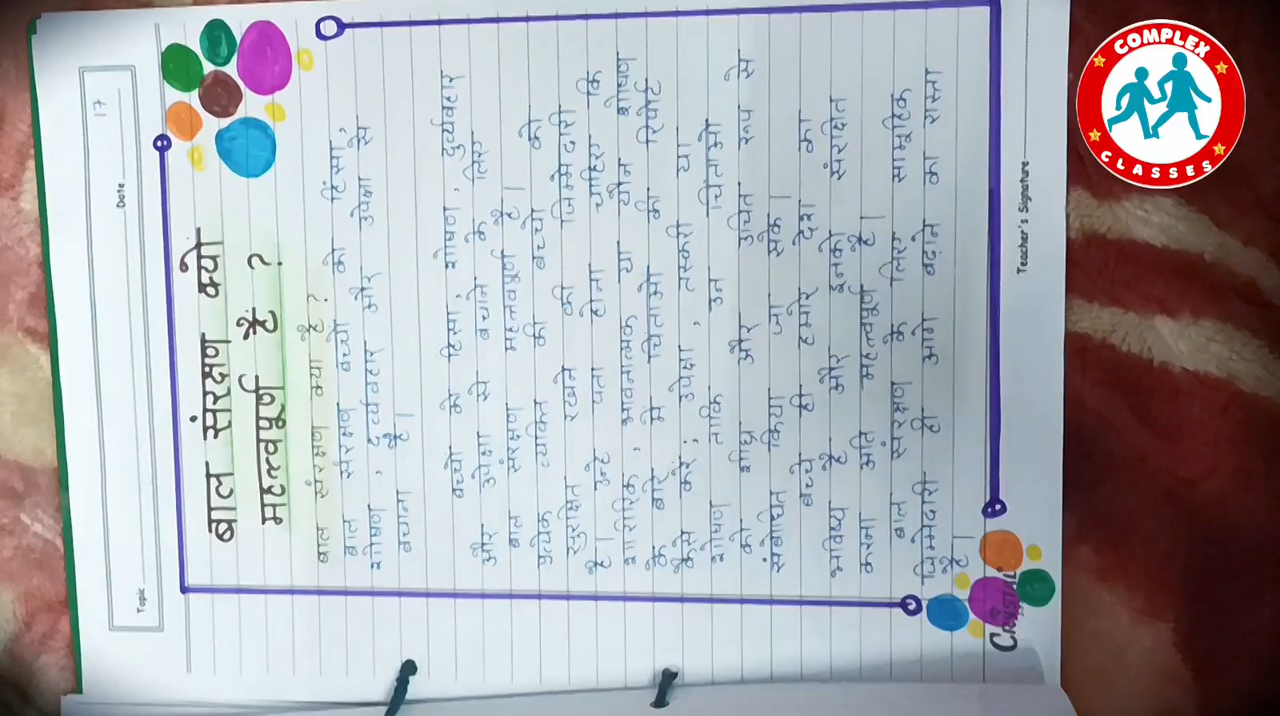 Topic
Date 17
बाल संरक्षण क्यो
महत्त्वपूर्ण है ?
बाल संरक्षण क्या है ?
बाल संरक्षण बच्चो को हिंसा,
शोषण, दुर्व्यवहार और उपेक्षा से
बचाना है।
बच्चो को हिंसा, शोषण, दुर्व्यवहार
और उपेक्षा से बचाने के लिए
बाल संरक्षण महत्वपूर्ण है।
प्रत्येक व्यक्ति की बच्चो को
सुरक्षित रखने की जिम्मेदारी
है। उन्हे पता होना चाहिए कि
शारीरिक, भावनात्मक या यौन शोषण
के बारे मे चिंताओ की रिपोर्ट
कैसे करें; उपेक्षा, तस्करी या
शोषण ताकि उन चिंताओ
को शीघ्र और उचित रूप से
संबोधित किया जा सके।
बच्चे ही हमारे देश का
भविष्य है और इनको संरक्षित
करना अति महत्वपूर्ण है।
बाल संरक्षण के लिए सामूहिक
जिम्मेदारी ही आगे बढ़ाने का रास्ता
है।
Teacher's Signature
CRYSTAL
COMPLEX
CLASSES